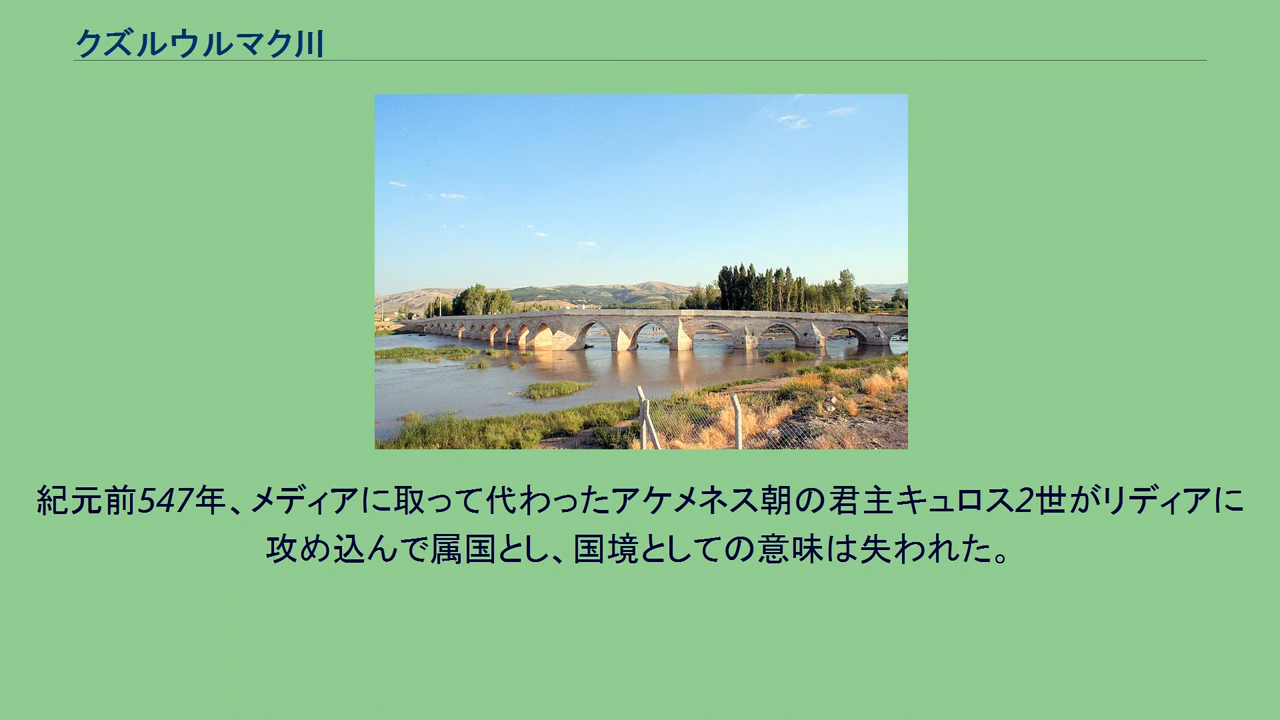 クズルウルマク川
紀元前547年、メディアに取って代わったアケメネス朝の君主キュロス2世がリディアに
攻め込んで属国とし、国境としての意味は失われた。